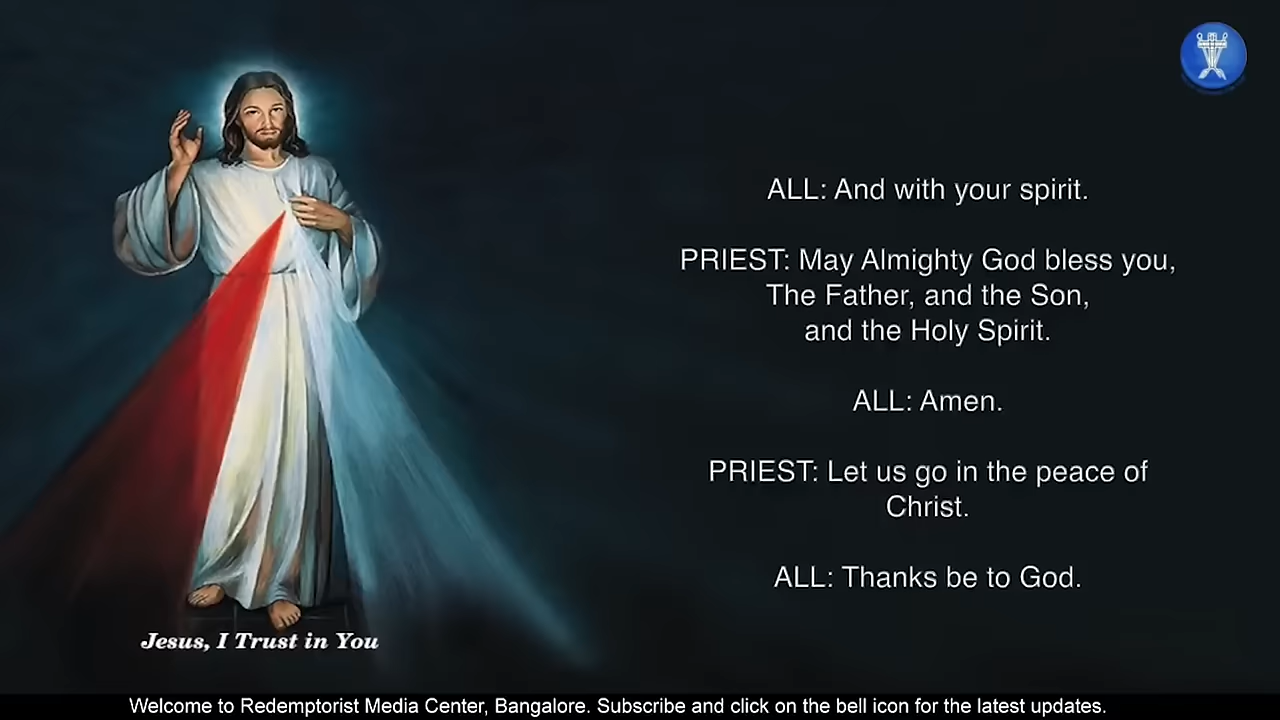 ALL: And with your spirit.
PRIEST: May Almighty God bless you,
The Father, and the Son,
and the Holy Spirit.
ALL: Amen.
PRIEST: Let us go in the peace of
Christ.
ALL: Thanks be to God.
Jesus, I Trust in You
Welcome to Redemptorist Media Center, Bangalore. Subscribe and click on the bell icon for the latest updates.